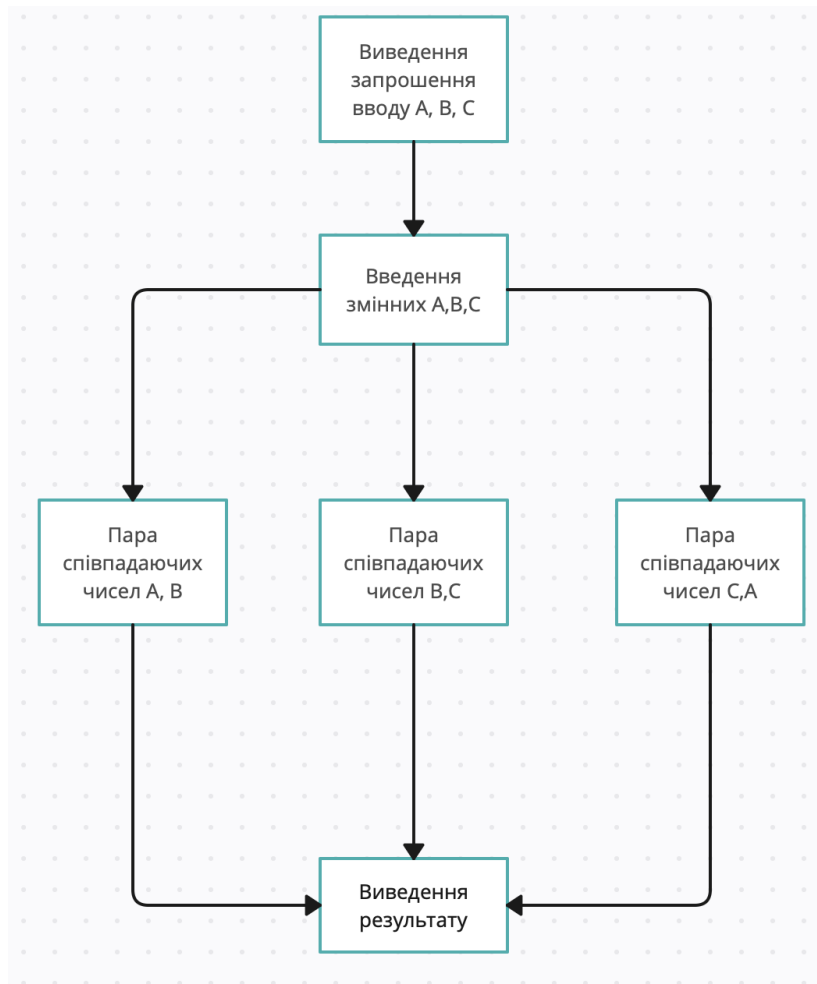 Виведення
запрошення
вводу А, В, С
Введення
змінних А,В,С
Пара
співпадаючих
чисел А, В
Пара
співпадаючих
чисел В,С
Пара
співпадаючих
чисел С,А
Виведення
результату